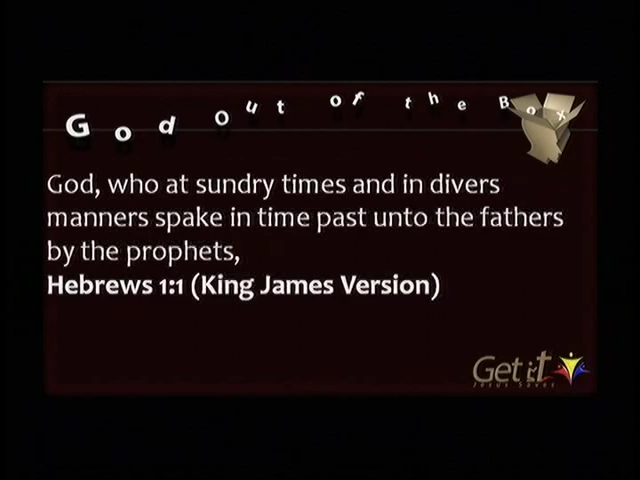 God Out of the Box
God, who at sundry times and in divers
manners spake in time past unto the fathers
by the prophets,
Hebrews 1:1 (King James Version)
Get it
Jesus Saves